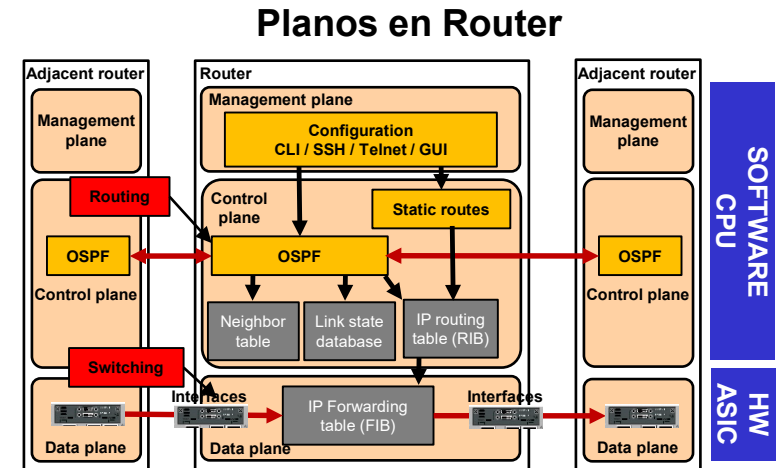 Planos en Router
Adjacent router
Management
plane
OSPF
Control plane
Data plane
Router
Management plane
Configuration
CLI / SSH / Telnet / GUI
Routing
Control
plane
Static routes
OSPF
Neighbor
table
Link state
database
IP routing
table (RIB)
Switching
Interfaces
IP Forwarding
table (FIB)
Interfaces
Data plane
Adjacent router
Management
plane
OSPF
Control plane
Data plane
SOFTWARE
CPU
HW
ASIC